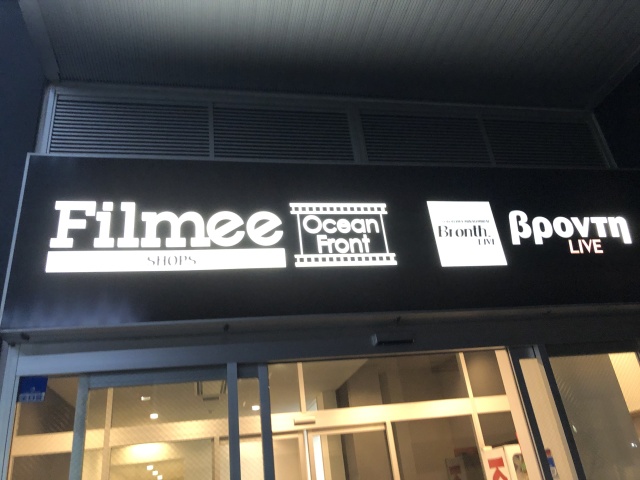 Filmee
SHOPS
Ocean
Front
Bronth.
LIVE
βροντη
LIVE